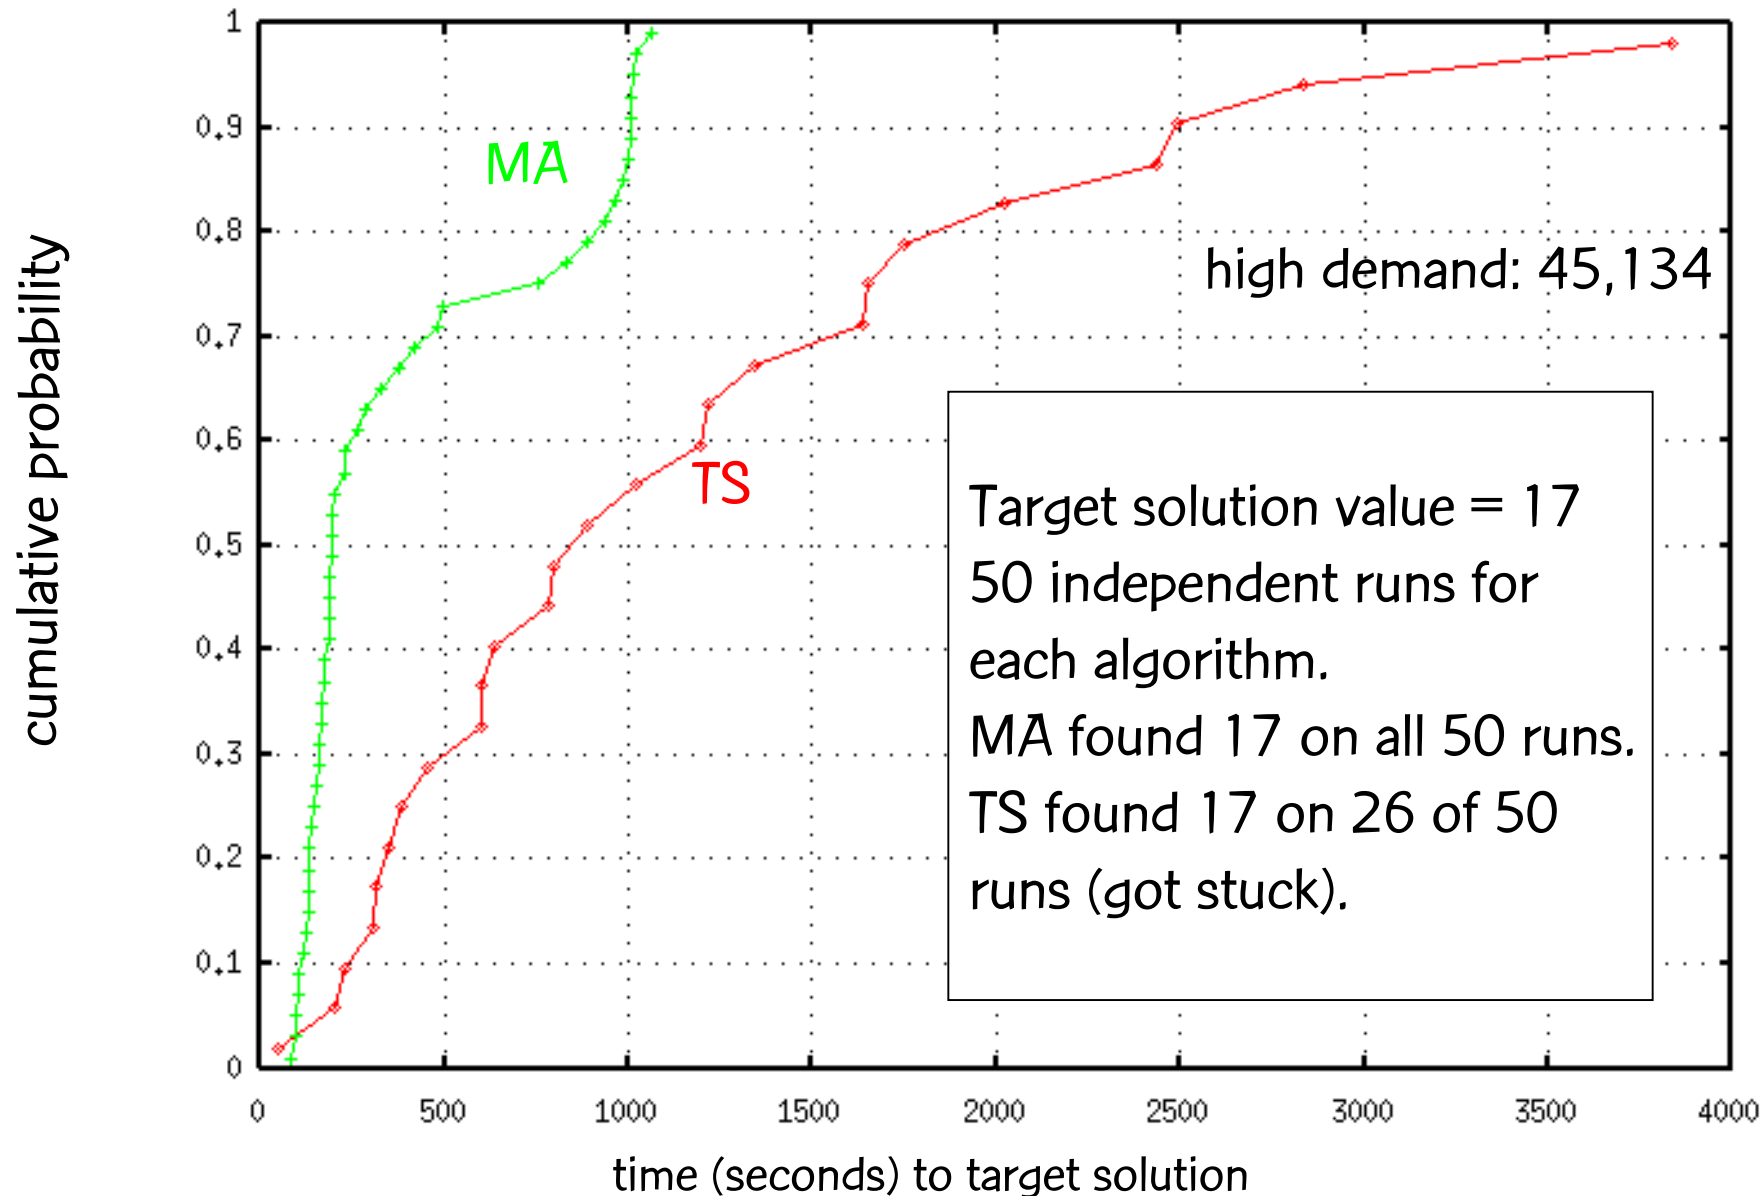 1
0.9
MA
0.8
high demand: 45,134
0.7
0.6
TS
Target solution value = 17
0.5
50 independent runs for
each algorithm.
0.4
MA found 17 on all 50 runs.
0.3
TS found 17 on 26 of 50
0.2
runs (got stuck).
0.1
0
cumulative probability
0 500 1000 1500 2000 2500 3000 3500 4000
time (seconds) to target solution